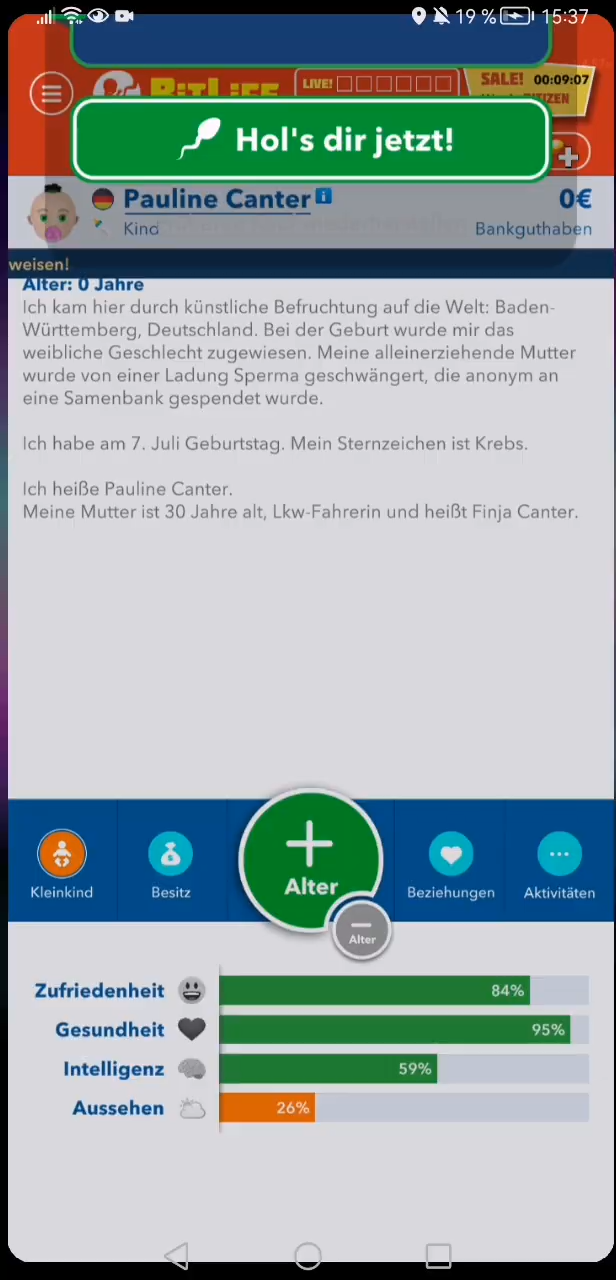 19 % 15:37
BitLife
LIVE!
SALE! 00:09:07
Hol's dir jetzt!
Pauline Canter
0€
Kind
Bankguthaben
weisen!
Alter: 0 Jahre
Ich kam hier durch künstliche Befruchtung auf die Welt: Baden-
Württemberg, Deutschland. Bei der Geburt wurde mir das
weibliche Geschlecht zugewiesen. Meine alleinerziehende Mutter
wurde von einer Ladung Sperma geschwängert, die anonym an
eine Samenbank gespendet wurde.
Ich habe am 7. Juli Geburtstag. Mein Sternzeichen ist Krebs.
Ich heiße Pauline Canter.
Meine Mutter ist 30 Jahre alt, Lkw-Fahrerin und heißt Finja Canter.
Kleinkind
Besitz
Alter
Beziehungen
Aktivitäten
Alter
Zufriedenheit 84%
Gesundheit 95%
Intelligenz 59%
Aussehen 26%